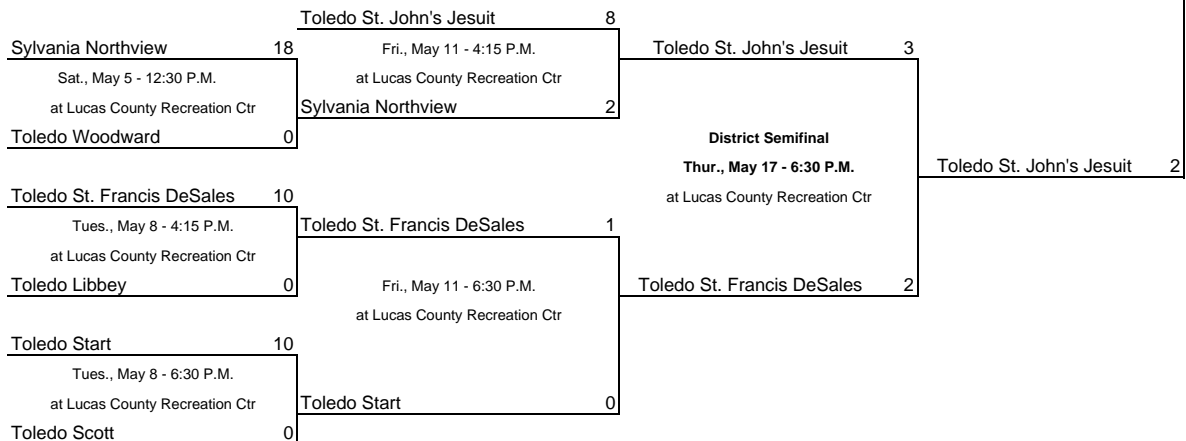 Toledo St. John's Jesuit 8
Sylvania Northview 18
Fri., May 11 - 4:15 P.M.
Toledo St. John's Jesuit 3
Sat., May 5 - 12:30 P.M.
at Lucas County Recreation Ctr
at Lucas County Recreation Ctr
Sylvania Northview 2
Toledo Woodward 0
District Semifinal
Thur., May 17 - 6:30 P.M.
Toledo St. John's Jesuit 2
Toledo St. Francis DeSales 10
at Lucas County Recreation Ctr
Tues., May 8 - 4:15 P.M.
Toledo St. Francis DeSales 1
at Lucas County Recreation Ctr
Toledo Libbey 0
Fri., May 11 - 6:30 P.M.
Toledo St. Francis DeSales 2
at Lucas County Recreation Ctr
Toledo Start 10
Tues., May 8 - 6:30 P.M.
at Lucas County Recreation Ctr
Toledo Start 0
Toledo Scott 0